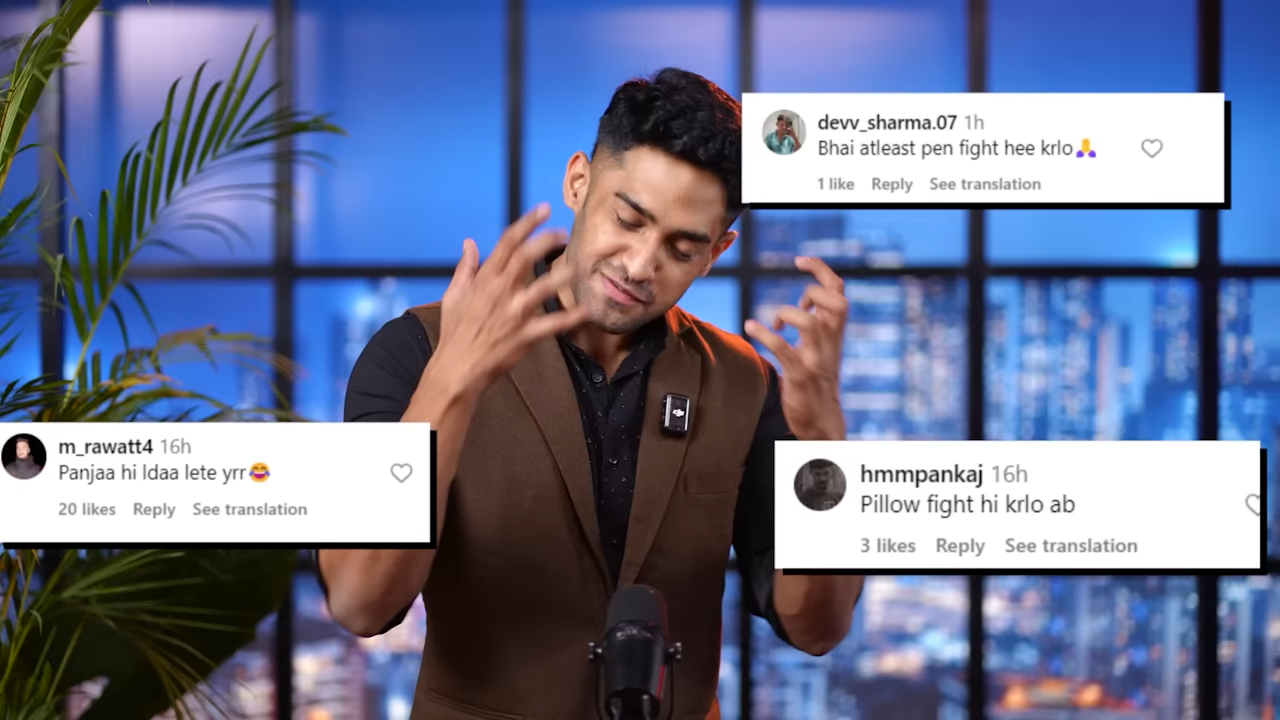 devv_sharma.07 1h
Bhai atleast pen fight hee krlo🙏
1 like Reply See translation
m_rawatt4 16h
Panjaa hi ldaa lete yrr😂
20 likes Reply See translation
hmmpankaj 16h
Pillow fight hi krlo ab
3 likes Reply See translation